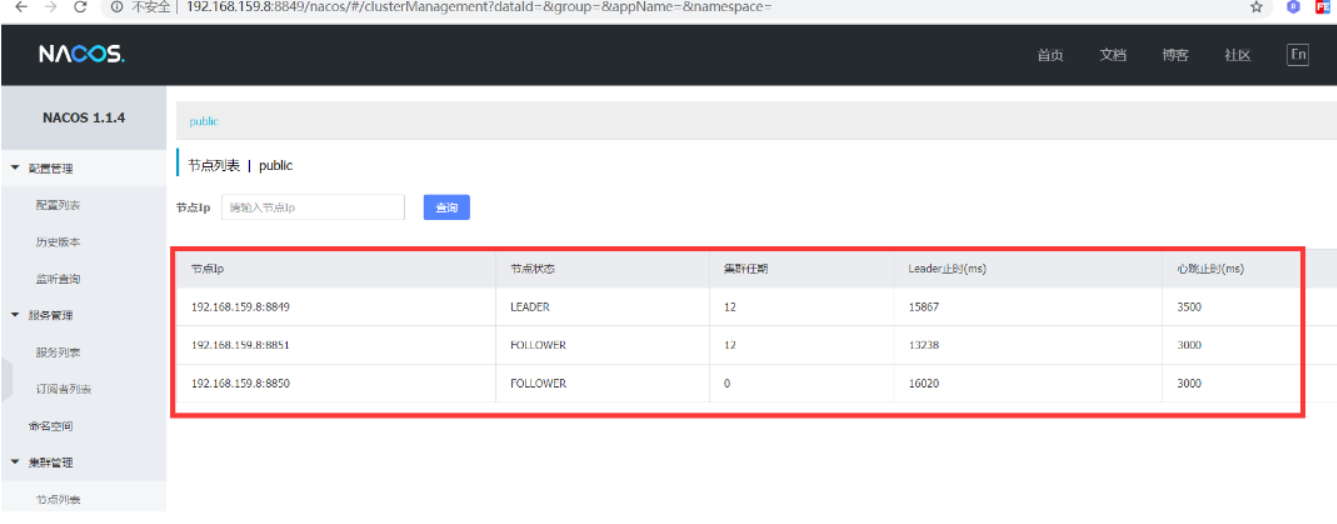 不安全 | 192.168.159.8:8849/nacos/#/clusterManagement?dataId=&group=&appName=&namespace=
NACOS.
首页 文档 博客 社区 En
NACOS 1.1.4
public
配置管理
节点列表 | public
配置列表
节点Ip 请输入节点Ip 查询
历史版本
监听查询
节点Ip 节点状态 集群任期 Leader止时(ms) 心跳止时(ms)
192.168.159.8:8849 LEADER 12 15867 3500
服务管理
192.168.159.8:8851 FOLLOWER 12 13238 3000
服务列表
192.168.159.8:8850 FOLLOWER 0 16020 3000
订阅者列表
命名空间
集群管理
节点列表